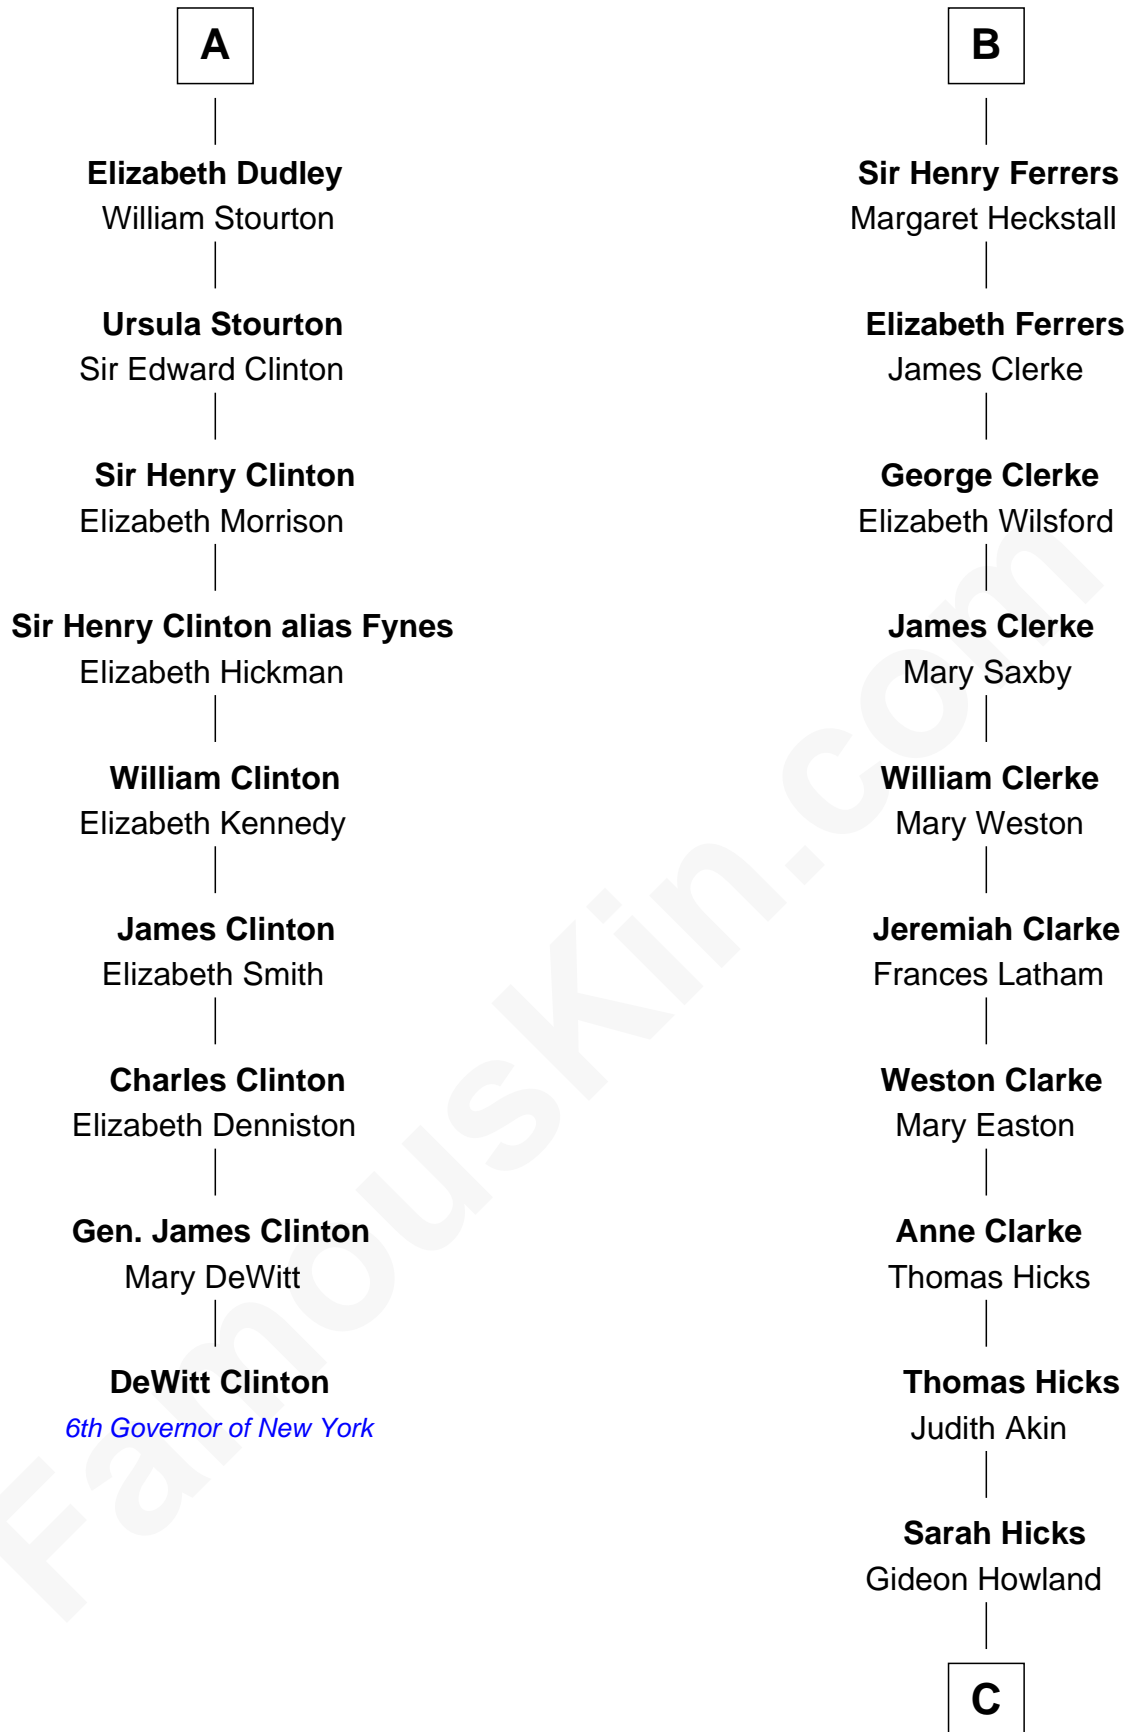 A
Elizabeth Dudley
William Stourton
Ursula Stourton
Sir Edward Clinton
Sir Henry Clinton
Elizabeth Morrison
Sir Henry Clinton alias Fynes
Elizabeth Hickman
William Clinton
Elizabeth Kennedy
James Clinton
Elizabeth Smith
Charles Clinton
Elizabeth Denniston
Gen. James Clinton
Mary DeWitt
DeWitt Clinton
6th Governor of New York
B
Sir Henry Ferrers
Margaret Heckstall
Elizabeth Ferrers
James Clerke
George Clerke
Elizabeth Wilsford
James Clerke
Mary Saxby
William Clerke
Mary Weston
Jeremiah Clarke
Frances Latham
Weston Clarke
Mary Easton
Anne Clarke
Thomas Hicks
Thomas Hicks
Judith Akin
Sarah Hicks
Gideon Howland
C
FamousKin.com